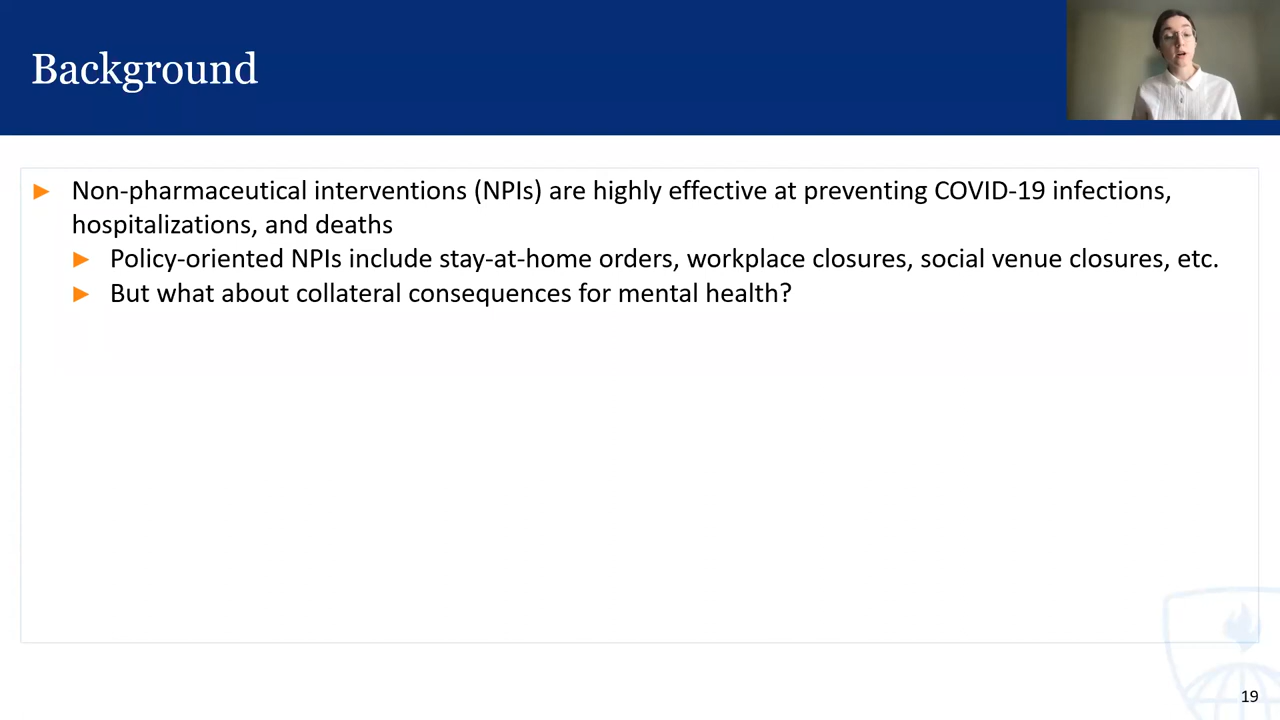 Background
Non-pharmaceutical interventions (NPIs) are highly effective at preventing COVID-19 infections,
hospitalizations, and deaths
Policy-oriented NPIs include stay-at-home orders, workplace closures, social venue closures, etc.
But what about collateral consequences for mental health?
19